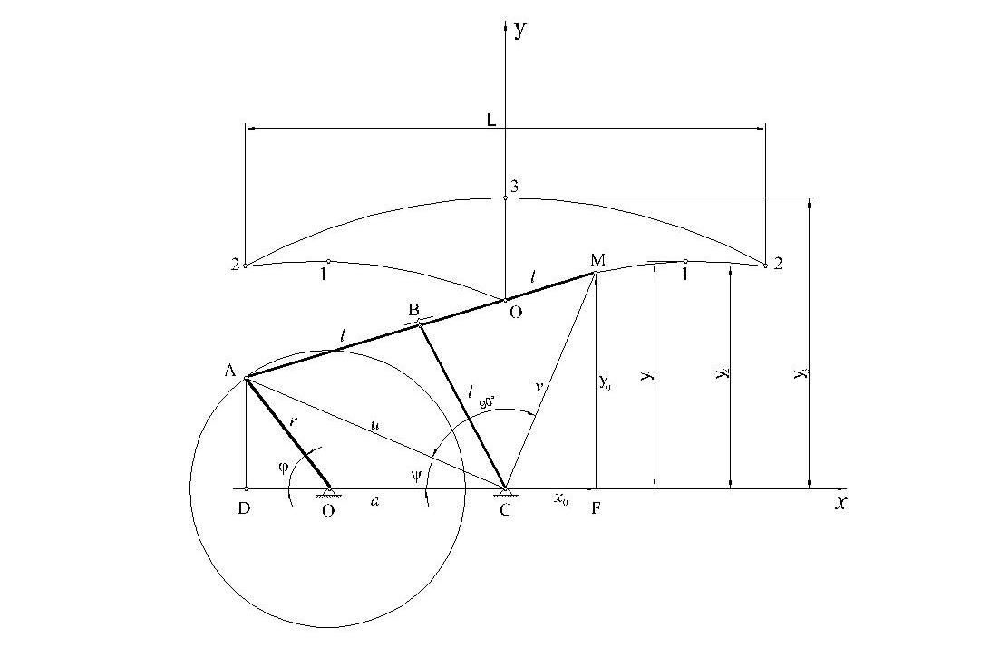 y
L
3
2
1
M
1
2
l
B
O
l
A
y₁
y₂
y₃
v
y₀
l
90°
r
u
φ
ψ
D
O
a
C
x₀
F
x